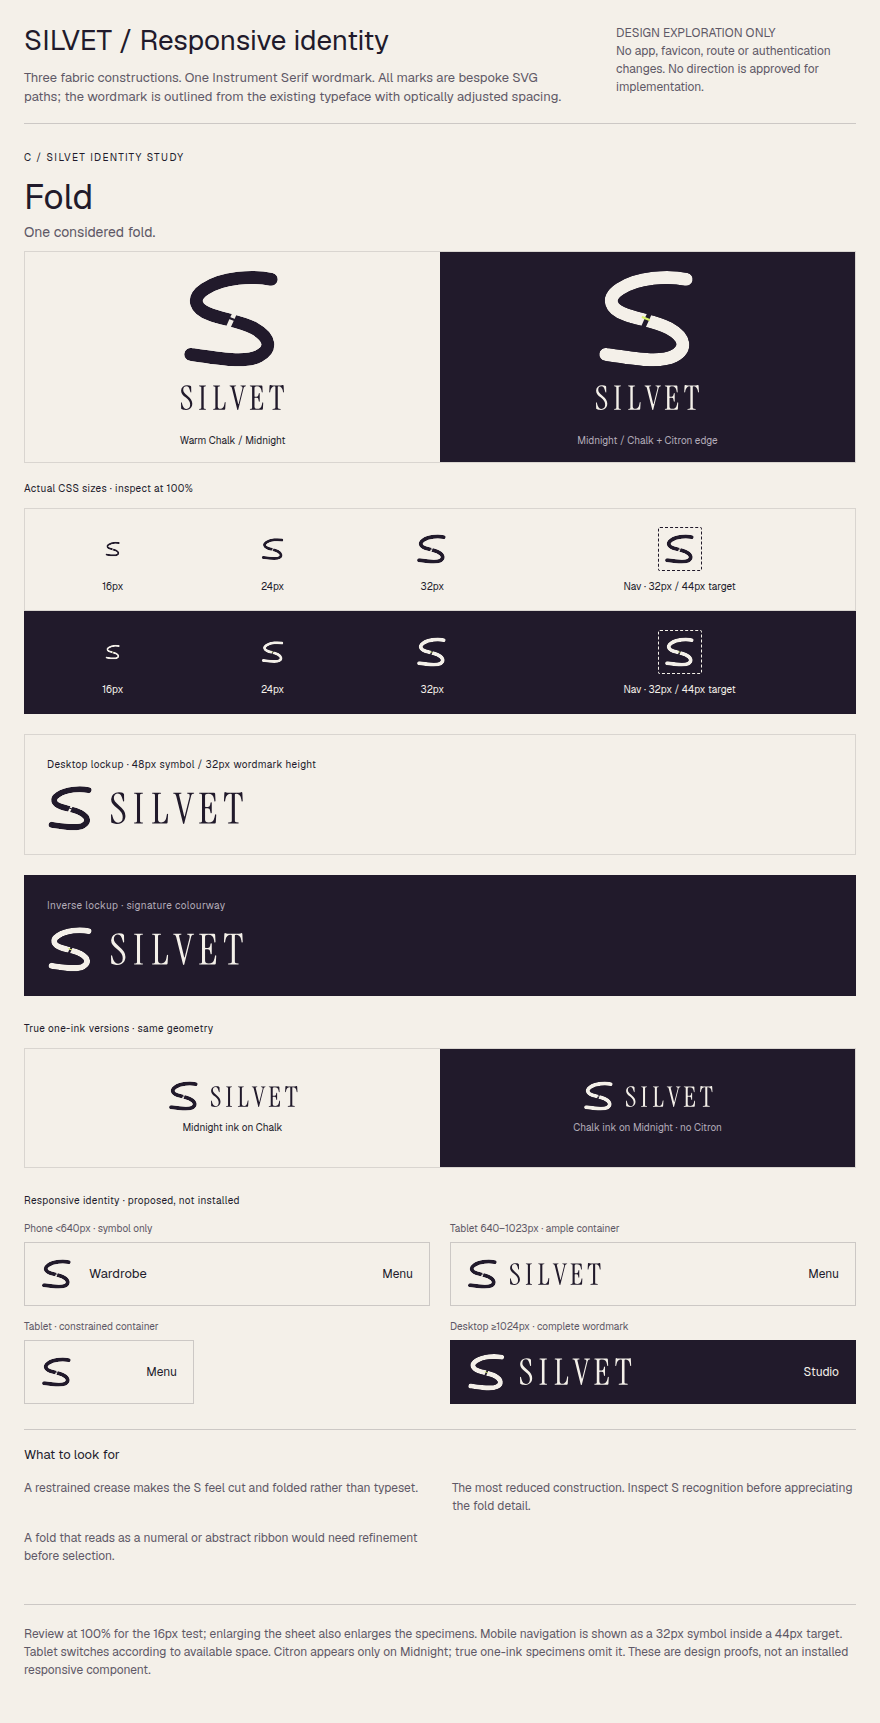 SILVET / Responsive identity
Three fabric constructions. One Instrument Serif wordmark. All marks are bespoke SVG
paths; the wordmark is outlined from the existing typeface with optically adjusted spacing.
DESIGN EXPLORATION ONLY
No app, favicon, route or authentication
changes. No direction is approved for
implementation.
C / SILVET IDENTITY STUDY
Fold
One considered fold.
SILVET
Warm Chalk / Midnight
SILVET
Midnight / Chalk + Citron edge
Actual CSS sizes · inspect at 100%
16px
24px
32px
Nav · 32px / 44px target
16px
24px
32px
Nav · 32px / 44px target
Desktop lockup · 48px symbol / 32px wordmark height
SILVET
Inverse lockup · signature colourway
SILVET
True one-ink versions · same geometry
SILVET
Midnight ink on Chalk
SILVET
Chalk ink on Midnight · no Citron
Responsive identity · proposed, not installed
Phone <640px · symbol only
Wardrobe
Menu
Tablet 640–1023px · ample container
SILVET
Menu
Tablet · constrained container
Menu
Desktop ≥1024px · complete wordmark
SILVET
Studio
What to look for
A restrained crease makes the S feel cut and folded rather than typeset.
The most reduced construction. Inspect S recognition before appreciating
the fold detail.
A fold that reads as a numeral or abstract ribbon would need refinement
before selection.
Review at 100% for the 16px test; enlarging the sheet also enlarges the specimens. Mobile navigation is shown as a 32px symbol inside a 44px target.
Tablet switches according to available space. Citron appears only on Midnight; true one-ink specimens omit it. These are design proofs, not an installed
responsive component.